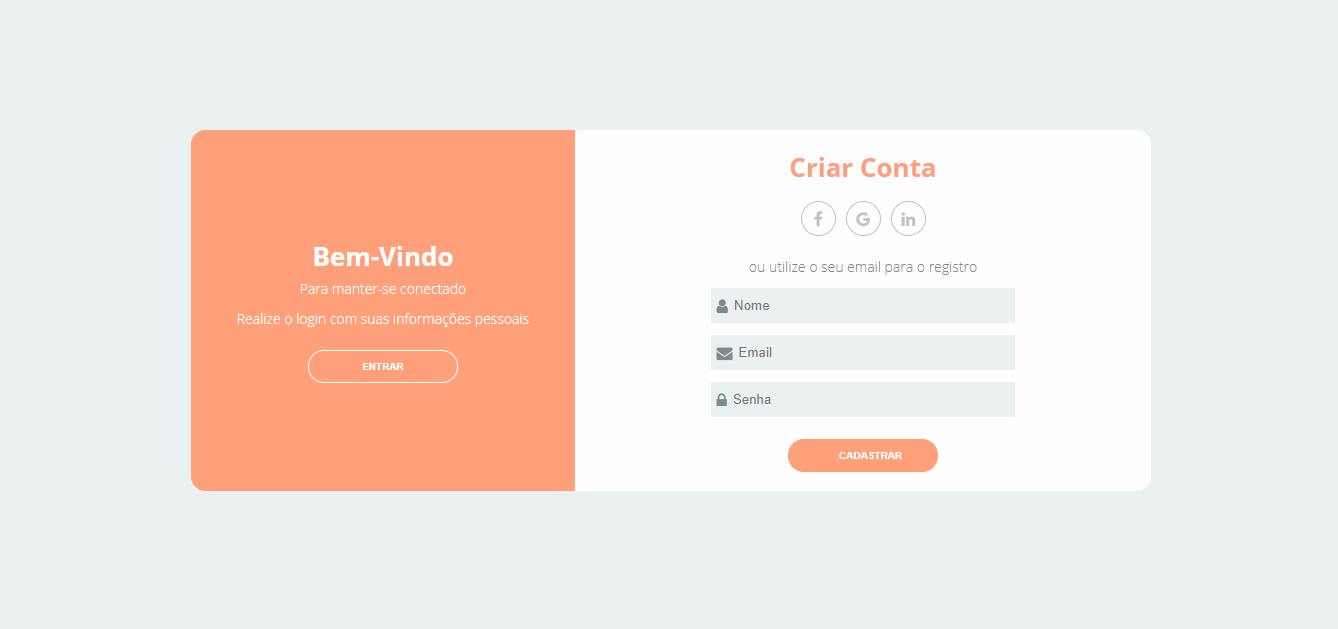 Bem-Vindo
Para manter-se conectado
Realize o login com suas informações pessoais
ENTRAR
Criar Conta
ou utilize o seu email para o registro
Nome
Email
Senha
CADASTRAR